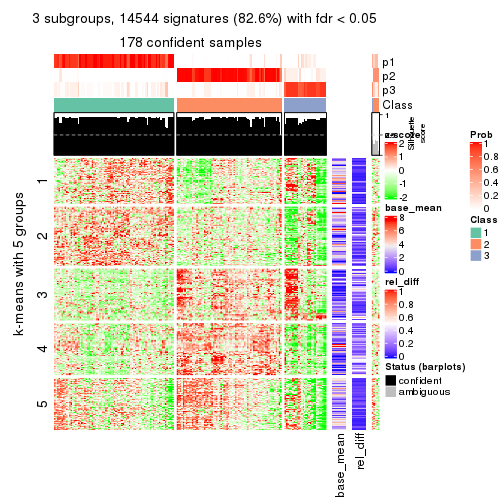 3 subgroups, 14544 signatures (82.6%) with fdr < 0.05
178 confident samples
p1
p2
p3
Class
1
Silhouette
score
k-means with 5 groups
1
2
3
4
5
base_mean
rel_diff
z-score
2
1
0
-1
-2
base_mean
8
6
4
2
0
rel_diff
1
0.8
0.6
0.4
0.2
0
Status (barplots)
confident
ambiguous
Prob
1
0.8
0.6
0.4
0.2
0
Class
1
2
3